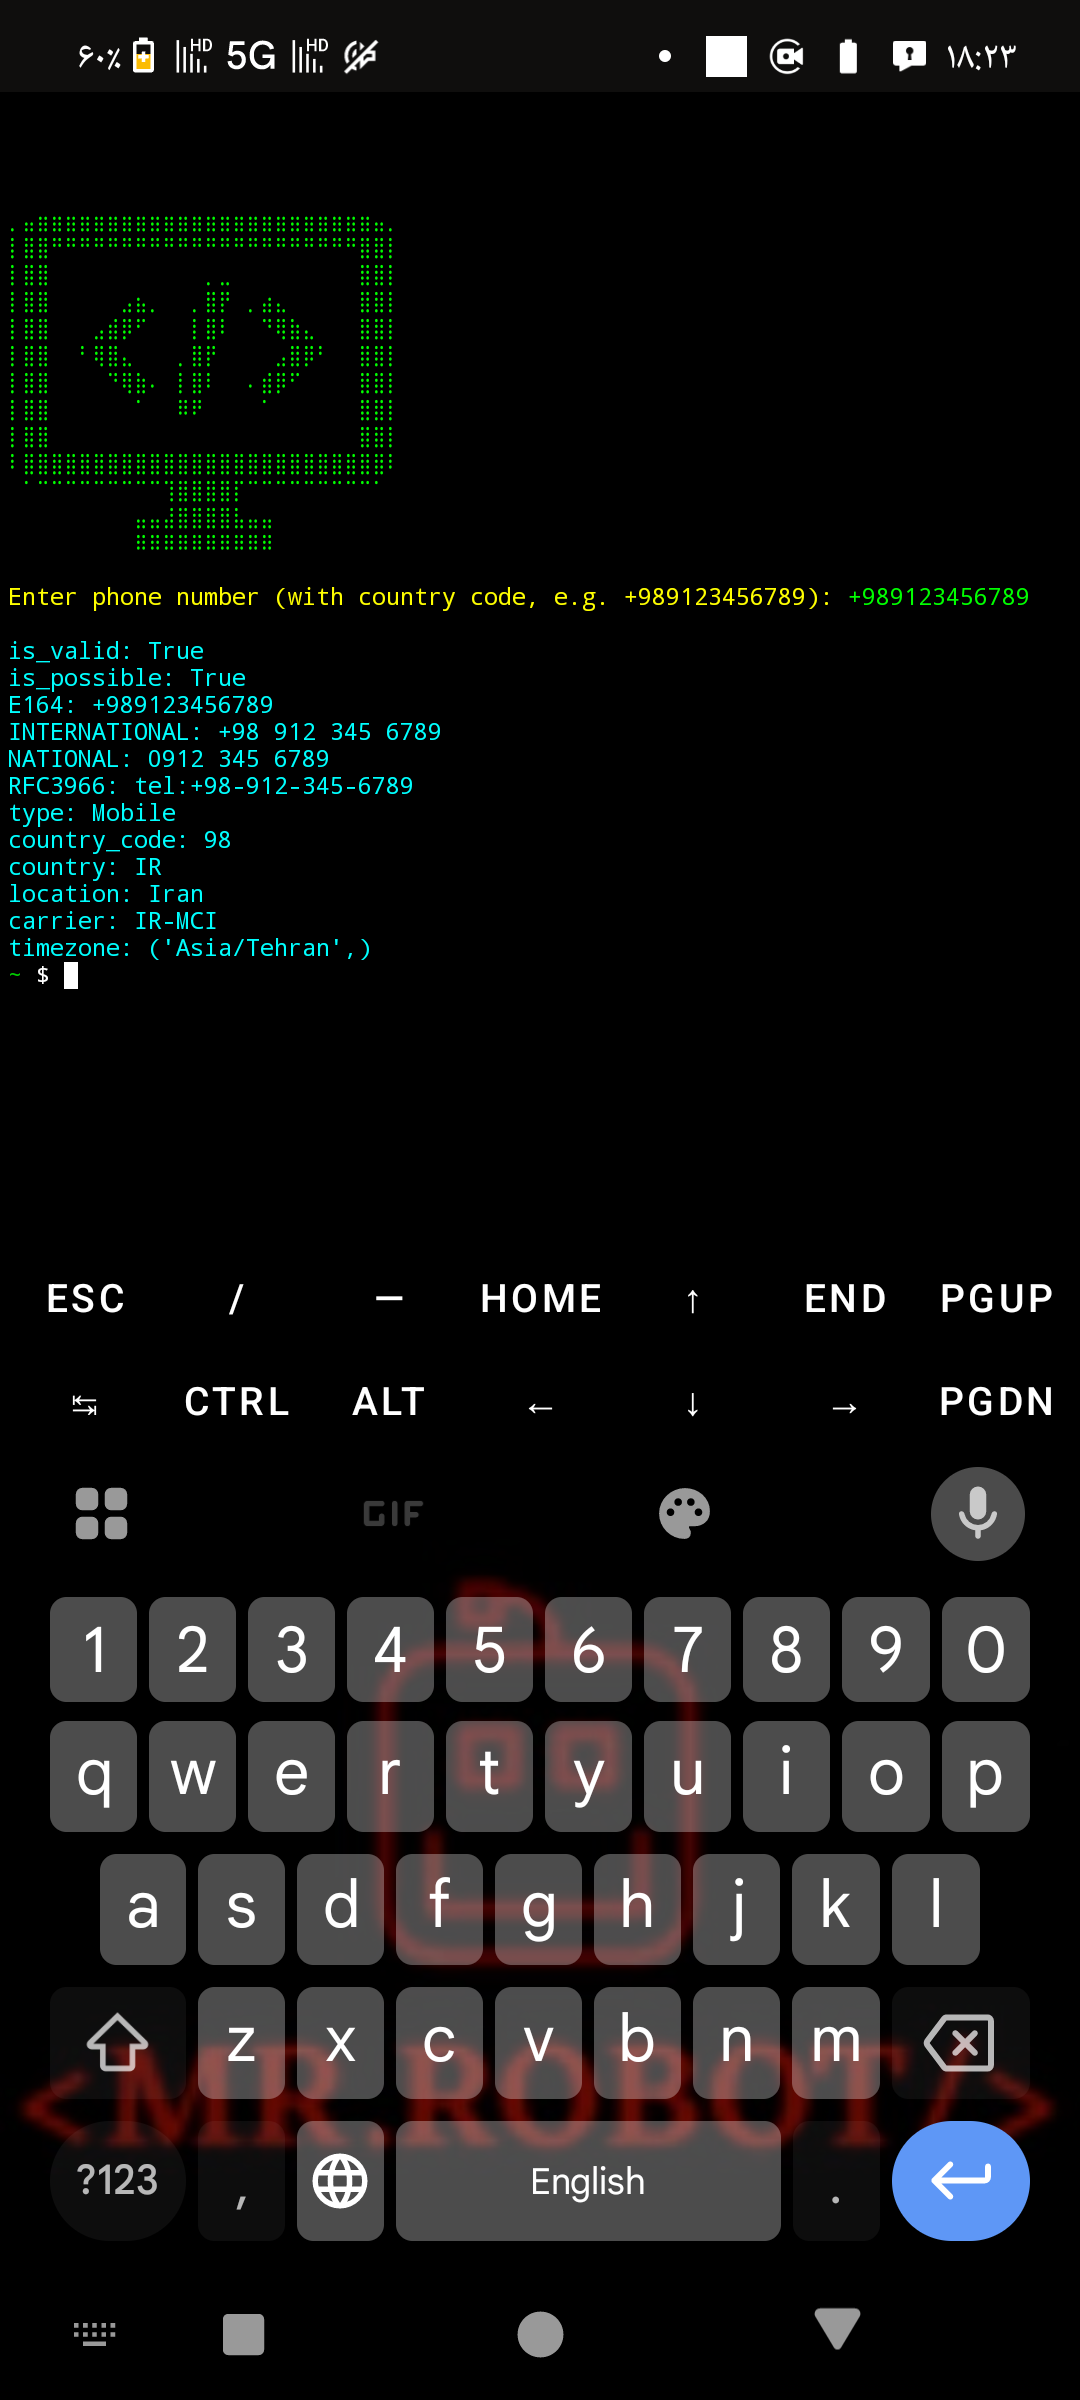 ۶۰٪ HD 5G HD ۱۸:۲۳
Enter phone number (with country code, e.g. +989123456789): +989123456789
is_valid: True
is_possible: True
E164: +989123456789
INTERNATIONAL: +98 912 345 6789
NATIONAL: 0912 345 6789
RFC3966: tel:+98-912-345-6789
type: Mobile
country_code: 98
country: IR
location: Iran
carrier: IR-MCI
timezone: ('Asia/Tehran',)
~ $
ESC / — HOME ↑ END PGUP
↹ CTRL ALT ← ↓ → PGDN
GIF
1 2 3 4 5 6 7 8 9 0
q w e r t y u i o p
a s d f g h j k l
z x c v b n m
<MR.ROBOT/>
?123 , English .